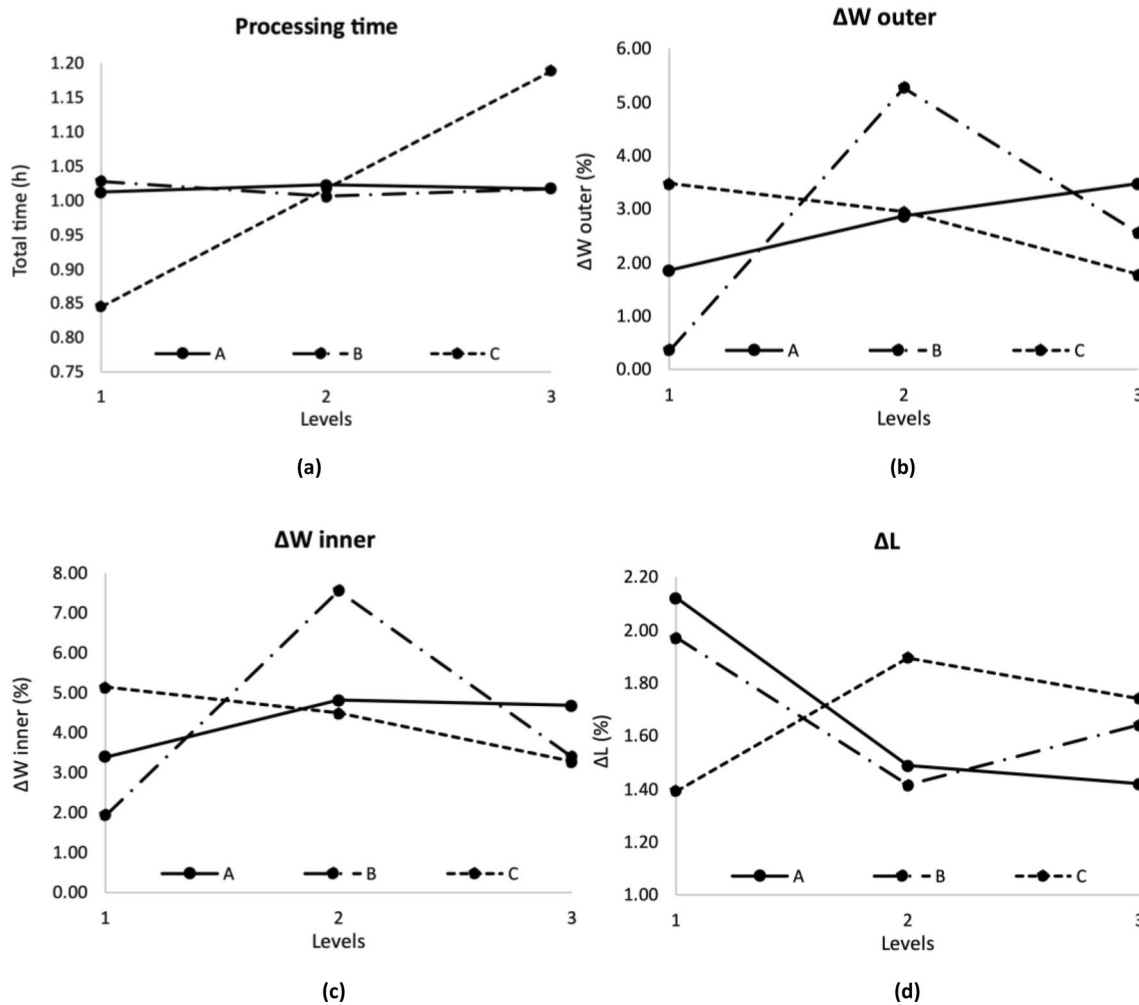 Processing time
1.20
1.15
1.10
1.05
1.00
0.95
0.90
0.85
0.80
0.75
Total time (h)
A B C
1 2 3
Levels
(a)
ΔW outer
6.00
5.00
4.00
3.00
2.00
1.00
0.00
ΔW outer (%)
A B C
1 2 3
Levels
(b)
ΔW inner
8.00
7.00
6.00
5.00
4.00
3.00
2.00
1.00
0.00
ΔW inner (%)
A B C
1 2 3
Levels
(c)
ΔL
2.20
2.00
1.80
1.60
1.40
1.20
1.00
ΔL (%)
A B C
1 2 3
Levels
(d)